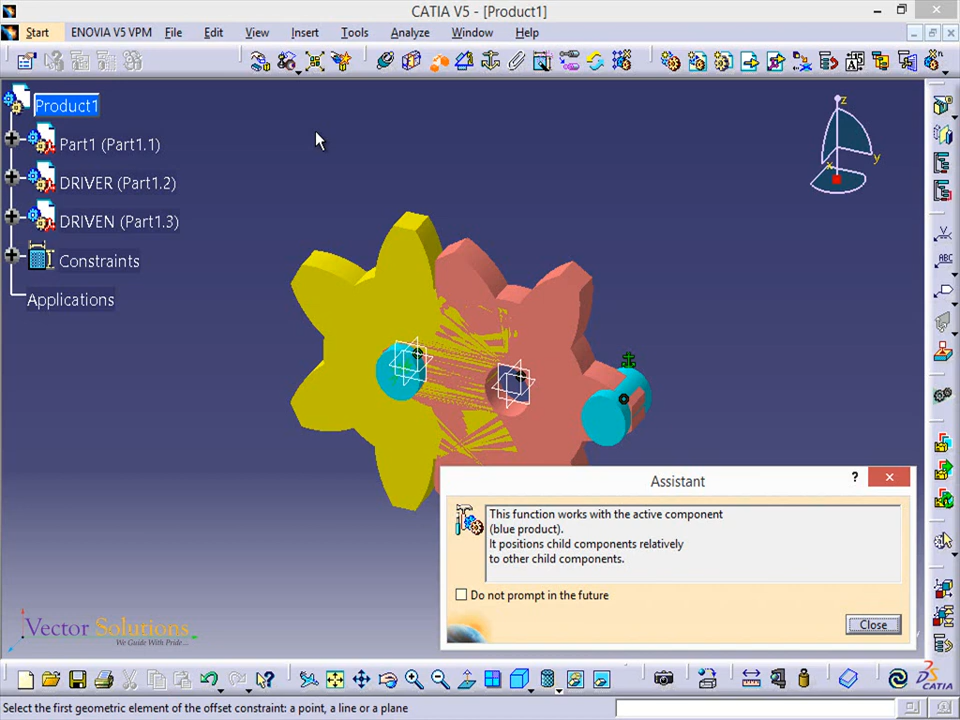 CATIA V5 - [Product1]
Start ENOVIA V5 VPM File Edit View Insert Tools Analyze Window Help
Product1
Part1 (Part1.1)
DRIVER (Part1.2)
DRIVEN (Part1.3)
Constraints
Applications
z
y
x
ABC
Assistant
?
This function works with the active component
(blue product).
It positions child components relatively
to other child components.
Do not prompt in the future
Close
Vector Solutions
We Guide With Pride...
CATIA
Select the first geometric element of the offset constraint: a point, a line or a plane